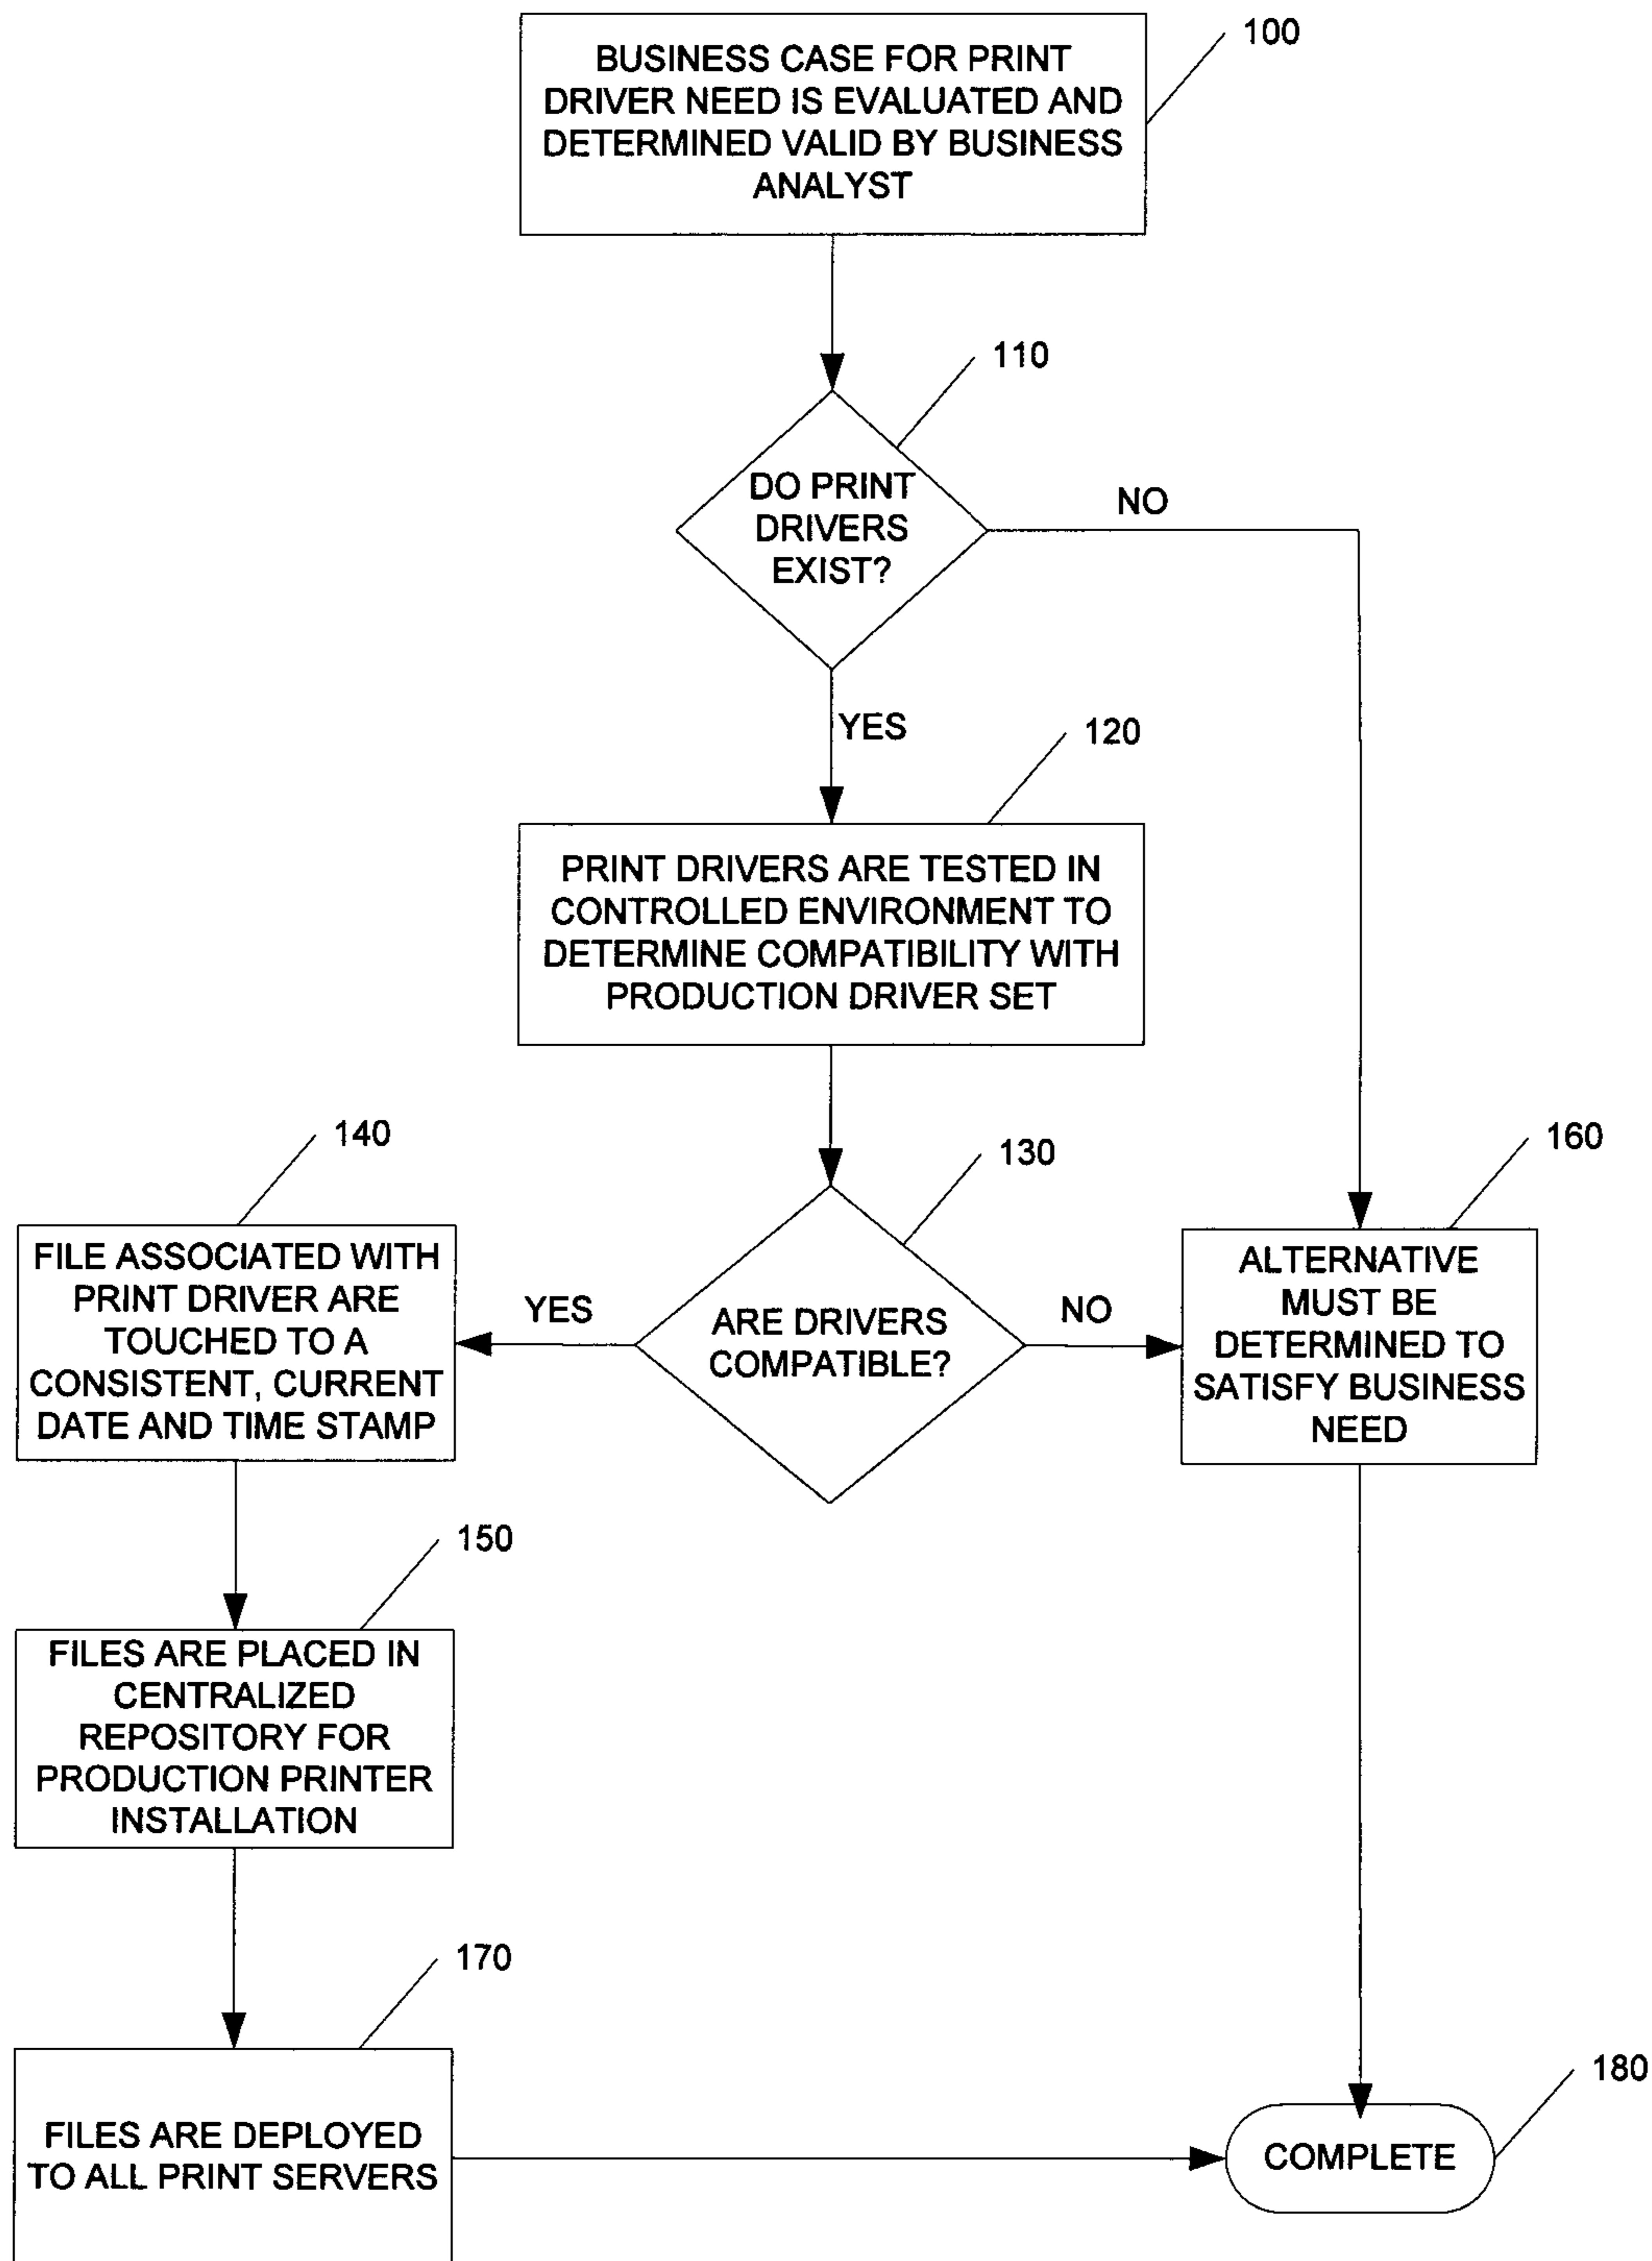 100
BUSINESS CASE FOR PRINT
DRIVER NEED IS EVALUATED AND
DETERMINED VALID BY BUSINESS
ANALYST
110
DO PRINT
DRIVERS
EXIST?
NO
YES
120
PRINT DRIVERS ARE TESTED IN
CONTROLLED ENVIRONMENT TO
DETERMINE COMPATIBILITY WITH
PRODUCTION DRIVER SET
140
130
160
FILE ASSOCIATED WITH
PRINT DRIVER ARE
TOUCHED TO A
CONSISTENT, CURRENT
DATE AND TIME STAMP
YES
ARE DRIVERS
COMPATIBLE?
NO
ALTERNATIVE
MUST BE
DETERMINED TO
SATISFY BUSINESS
NEED
150
FILES ARE PLACED IN
CENTRALIZED
REPOSITORY FOR
PRODUCTION PRINTER
INSTALLATION
170
FILES ARE DEPLOYED
TO ALL PRINT SERVERS
180
COMPLETE